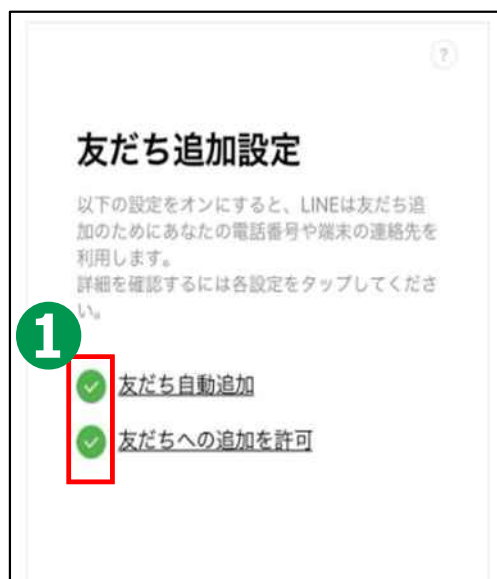 ?
友だち追加設定
以下の設定をオンにすると、LINEは友だち追
加のためにあなたの電話番号や端末の連絡先を
利用します。
詳細を確認するには各設定をタップしてくださ
い。
1
友だち自動追加
友だちへの追加を許可